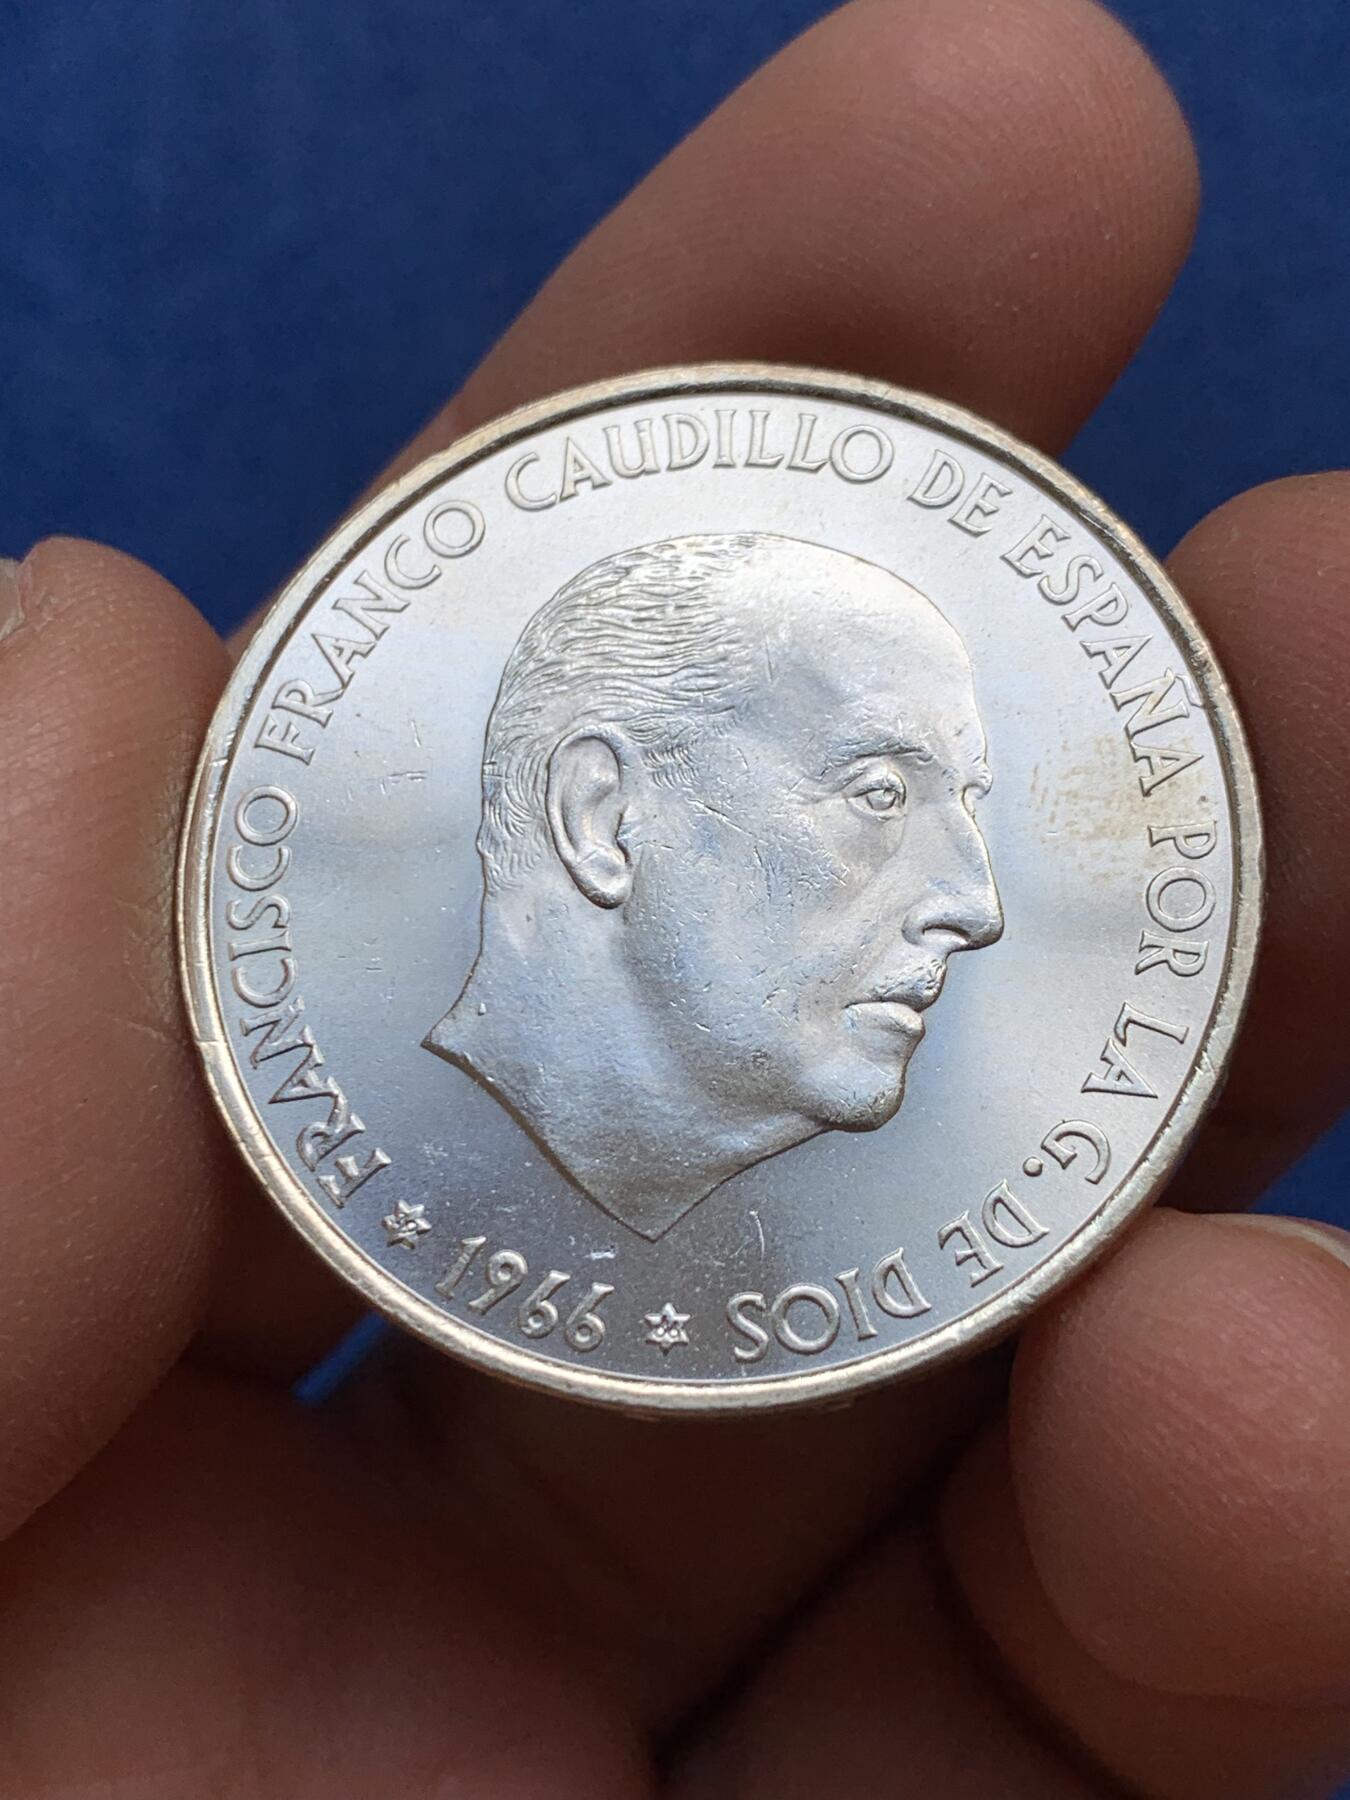 FRANCISCO FRANCO CAUDILLO DE ESPAÑA POR LA G. DE DIOS
1966